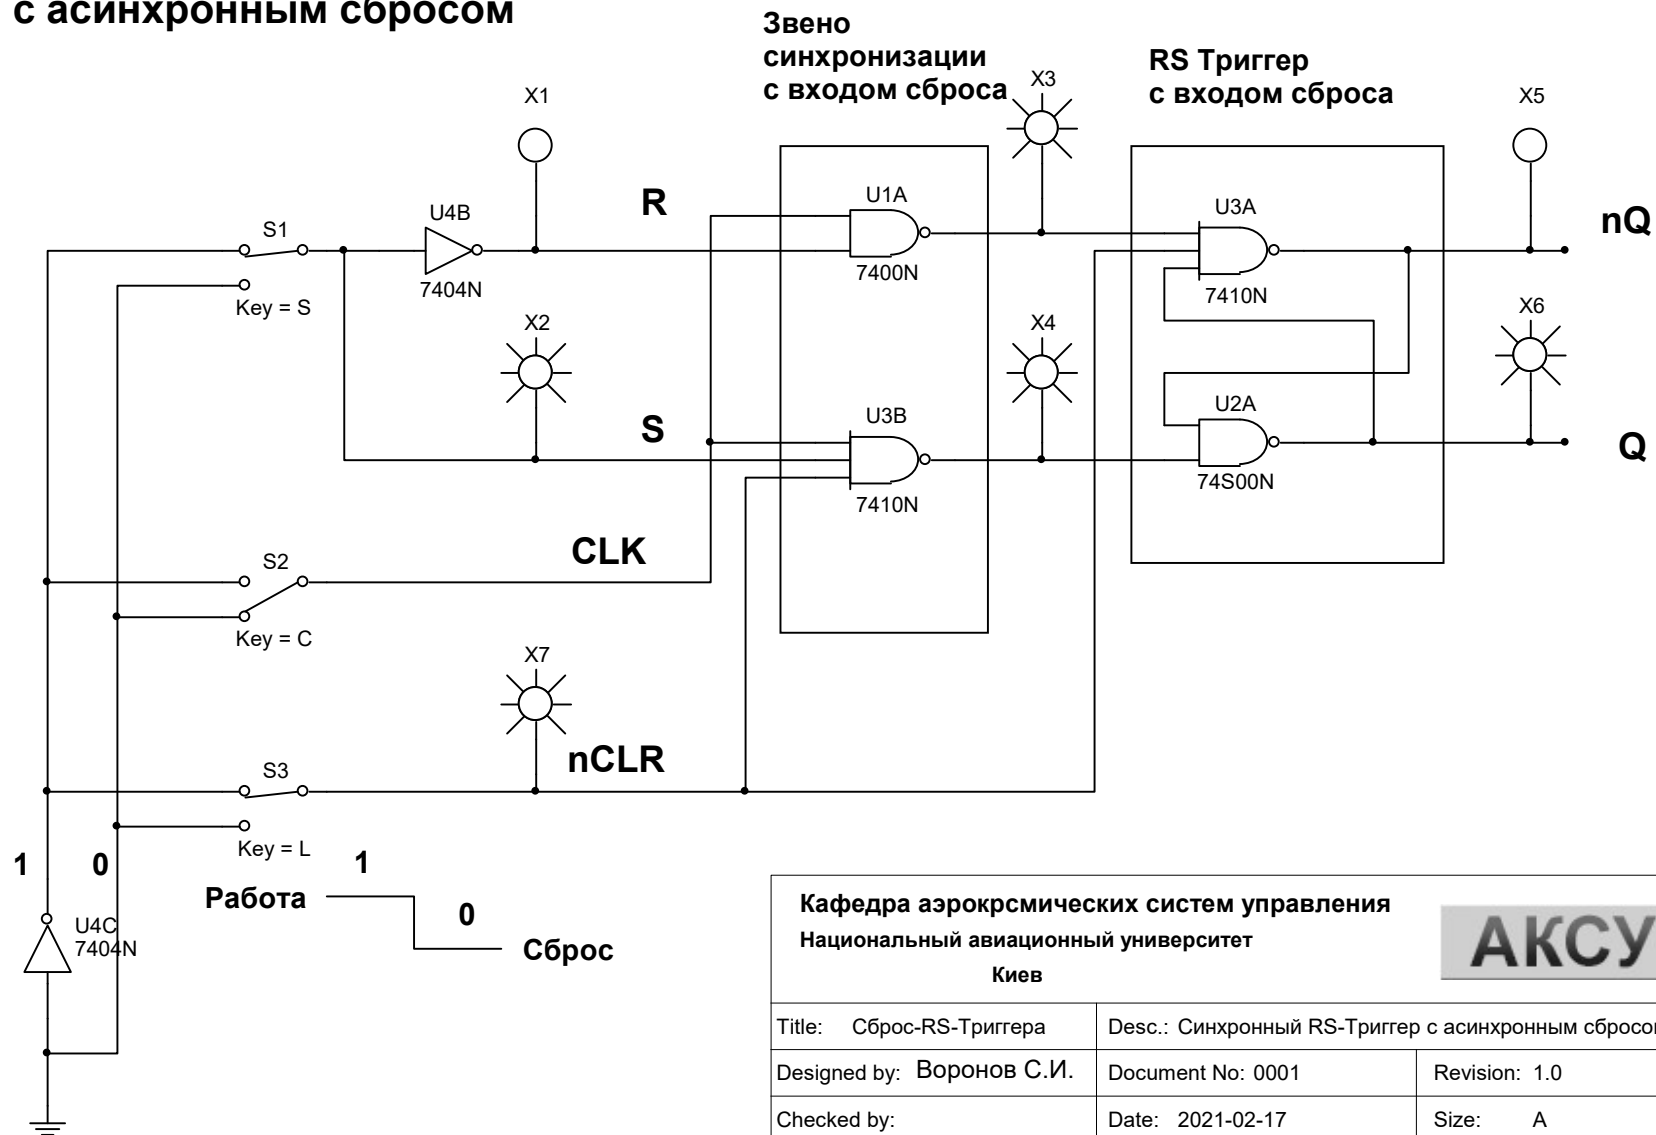 с асинхронным сбросом
Звено
синхронизации
с входом сброса
RS Триггер
с входом сброса
X1
X3
X5
S1
U4B
7404N
Key = S
R
U1A
7400N
U3A
7410N
nQ
X2
X4
X6
S
U3B
7410N
U2A
74S00N
Q
S2
Key = C
CLK
X7
S3
Key = L
nCLR
1
0
U4C
7404N
Работа
1
0
Сброс
Кафедра аэрокрсмических систем управления
Национальный авиационный университет
Киев
АКСУ
Title: Сброс-RS-Триггера
Desc.: Синхронный RS-Триггер с асинхронным сбросом
Designed by: Воронов С.И.
Document No: 0001
Revision: 1.0
Checked by:
Date: 2021-02-17
Size: A